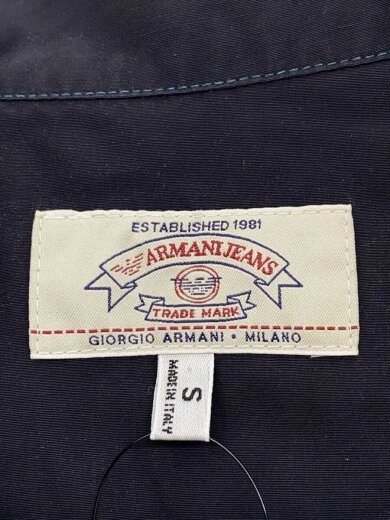 ESTABLISHED 1981
ARMANI JEANS
TRADE MARK
GIORGIO ARMANI • MILANO
S
MADE IN ITALY